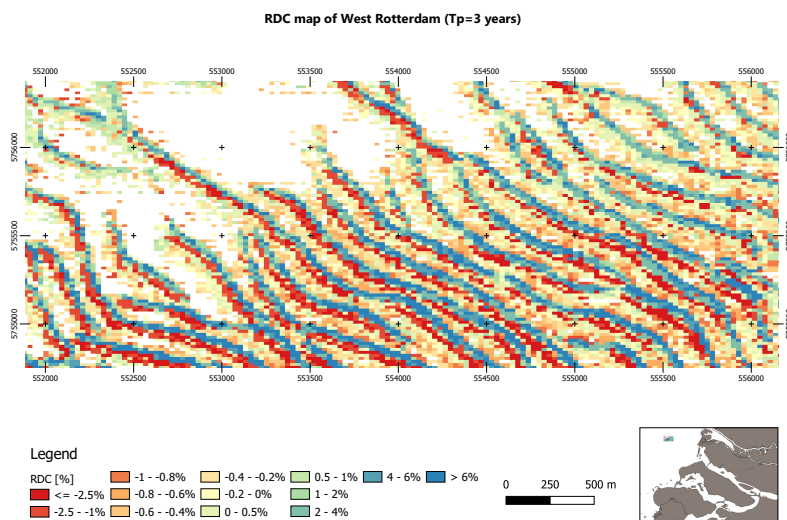 RDC map of West Rotterdam (Tp=3 years)
552000 552500 553000 553500 554000 554500 555000 555500 556000
5756000
5755500
5755000
552000 552500 553000 553500 554000 554500 555000 555500 556000
Legend
RDC [%]
<= -2.5%
-2.5 - -1%
-1 - -0.8%
-0.8 - -0.6%
-0.6 - -0.4%
-0.4 - -0.2%
-0.2 - 0%
0 - 0.5%
0.5 - 1%
1 - 2%
2 - 4%
4 - 6%
> 6%
0 250 500 m